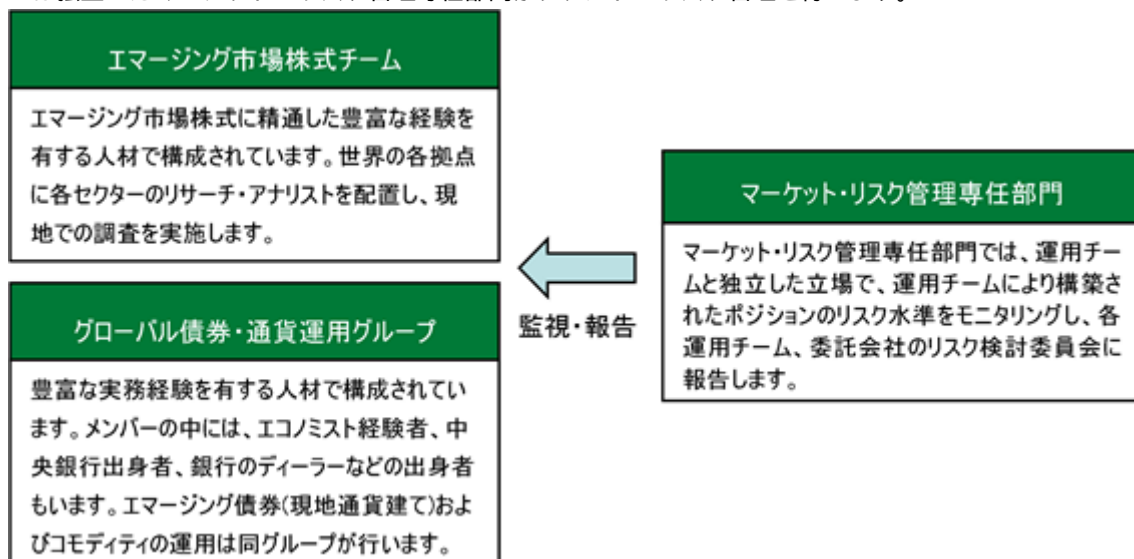 エマージング市場株式チーム
エマージング市場株式に精通した豊富な経験を
有する人材で構成されています。世界の各拠点
に各セクターのリサーチ・アナリストを配置し、現
地での調査を実施します。
グローバル債券・通貨運用グループ
豊富な実務経験を有する人材で構成されてい
ます。メンバーの中には、エコノミスト経験者、中
央銀行出身者、銀行のディーラーなどの出身者
もいます。エマージング債券(現地通貨建て)およ
びコモディティの運用は同グループが行います。
監視・報告
マーケット・リスク管理専任部門
マーケット・リスク管理専任部門では、運用チー
ムと独立した立場で、運用チームにより構築さ
れたポジションのリスク水準をモニタリングし、各
運用チーム、委託会社のリスク検討委員会に
報告します。